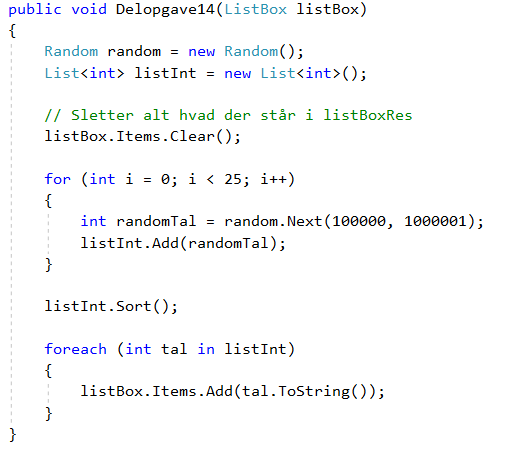 public void Delopgave14(ListBox listBox)
{
    Random random = new Random();
    List<int> listInt = new List<int>();

    // Sletter alt hvad der står i listBoxRes
    listBox.Items.Clear();

    for (int i = 0; i < 25; i++)
    {
        int randomTal = random.Next(100000, 1000001);
        listInt.Add(randomTal);
    }

    listInt.Sort();

    foreach (int tal in listInt)
    {
        listBox.Items.Add(tal.ToString());
    }
}